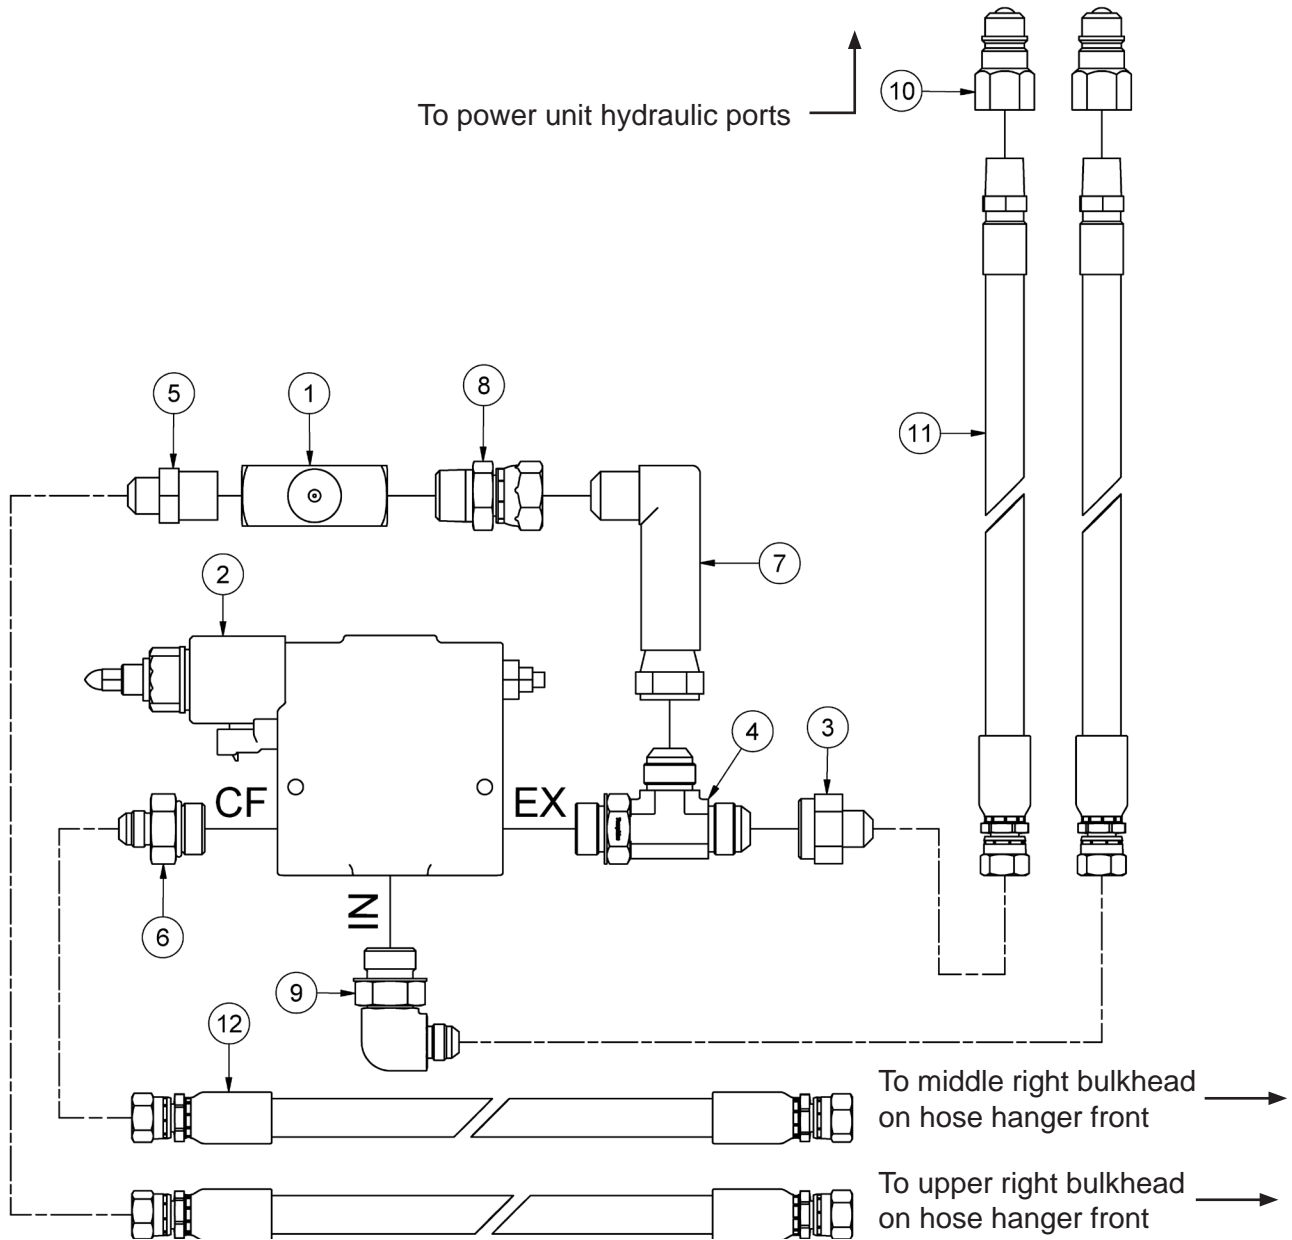 10
To power unit hydraulic ports
5
1
8
11
2
7
4
3
CF
EX
6
IN
9
12
To middle right bulkhead
on hose hanger front
To upper right bulkhead
on hose hanger front